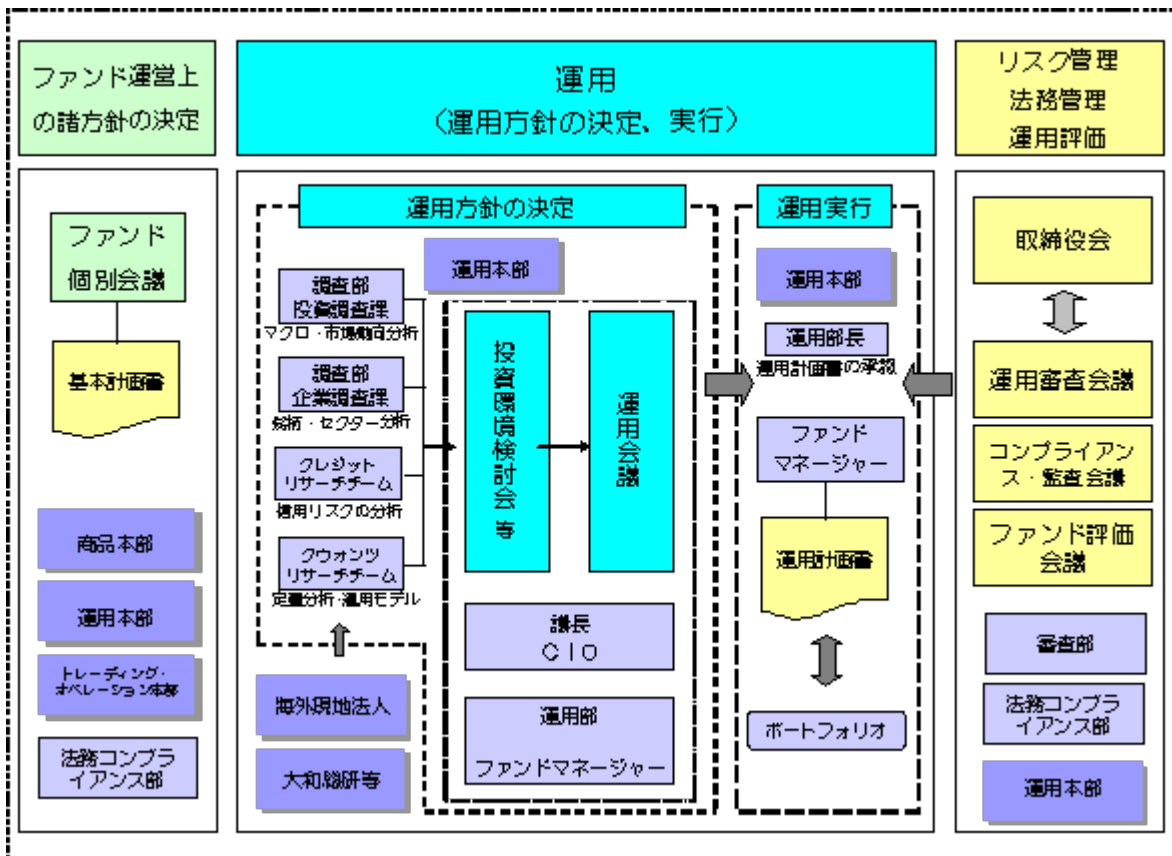 ファンド運営上
の諸方針の決定
ファンド
個別会議
基本計画書
商品本部
運用本部
トレーディング・
オペレーション本部
法務コンプラ
イアンス部
運用
（運用方針の決定、実行）
運用方針の決定
運用本部
調査部
投資調査課
マクロ・市場動向分析
調査部
企業調査課
銘柄・セクター分析
クレジット
リサーチチーム
信用リスクの分析
クウォンツ
リサーチチーム
定量分析・運用モデル
海外現地法人
大和総研等
投資環境検討会 等
運用会議
議長
ＣＩＯ
運用部
ファンドマネージャー
運用実行
運用本部
運用部長
運用計画書の承認
ファンド
マネージャー
運用計画書
ポートフォリオ
リスク管理
法務管理
運用評価
取締役会
運用審査会議
コンプライアン
ス・監査会議
ファンド評価
会議
審査部
法務コンプラ
イアンス部
運用本部